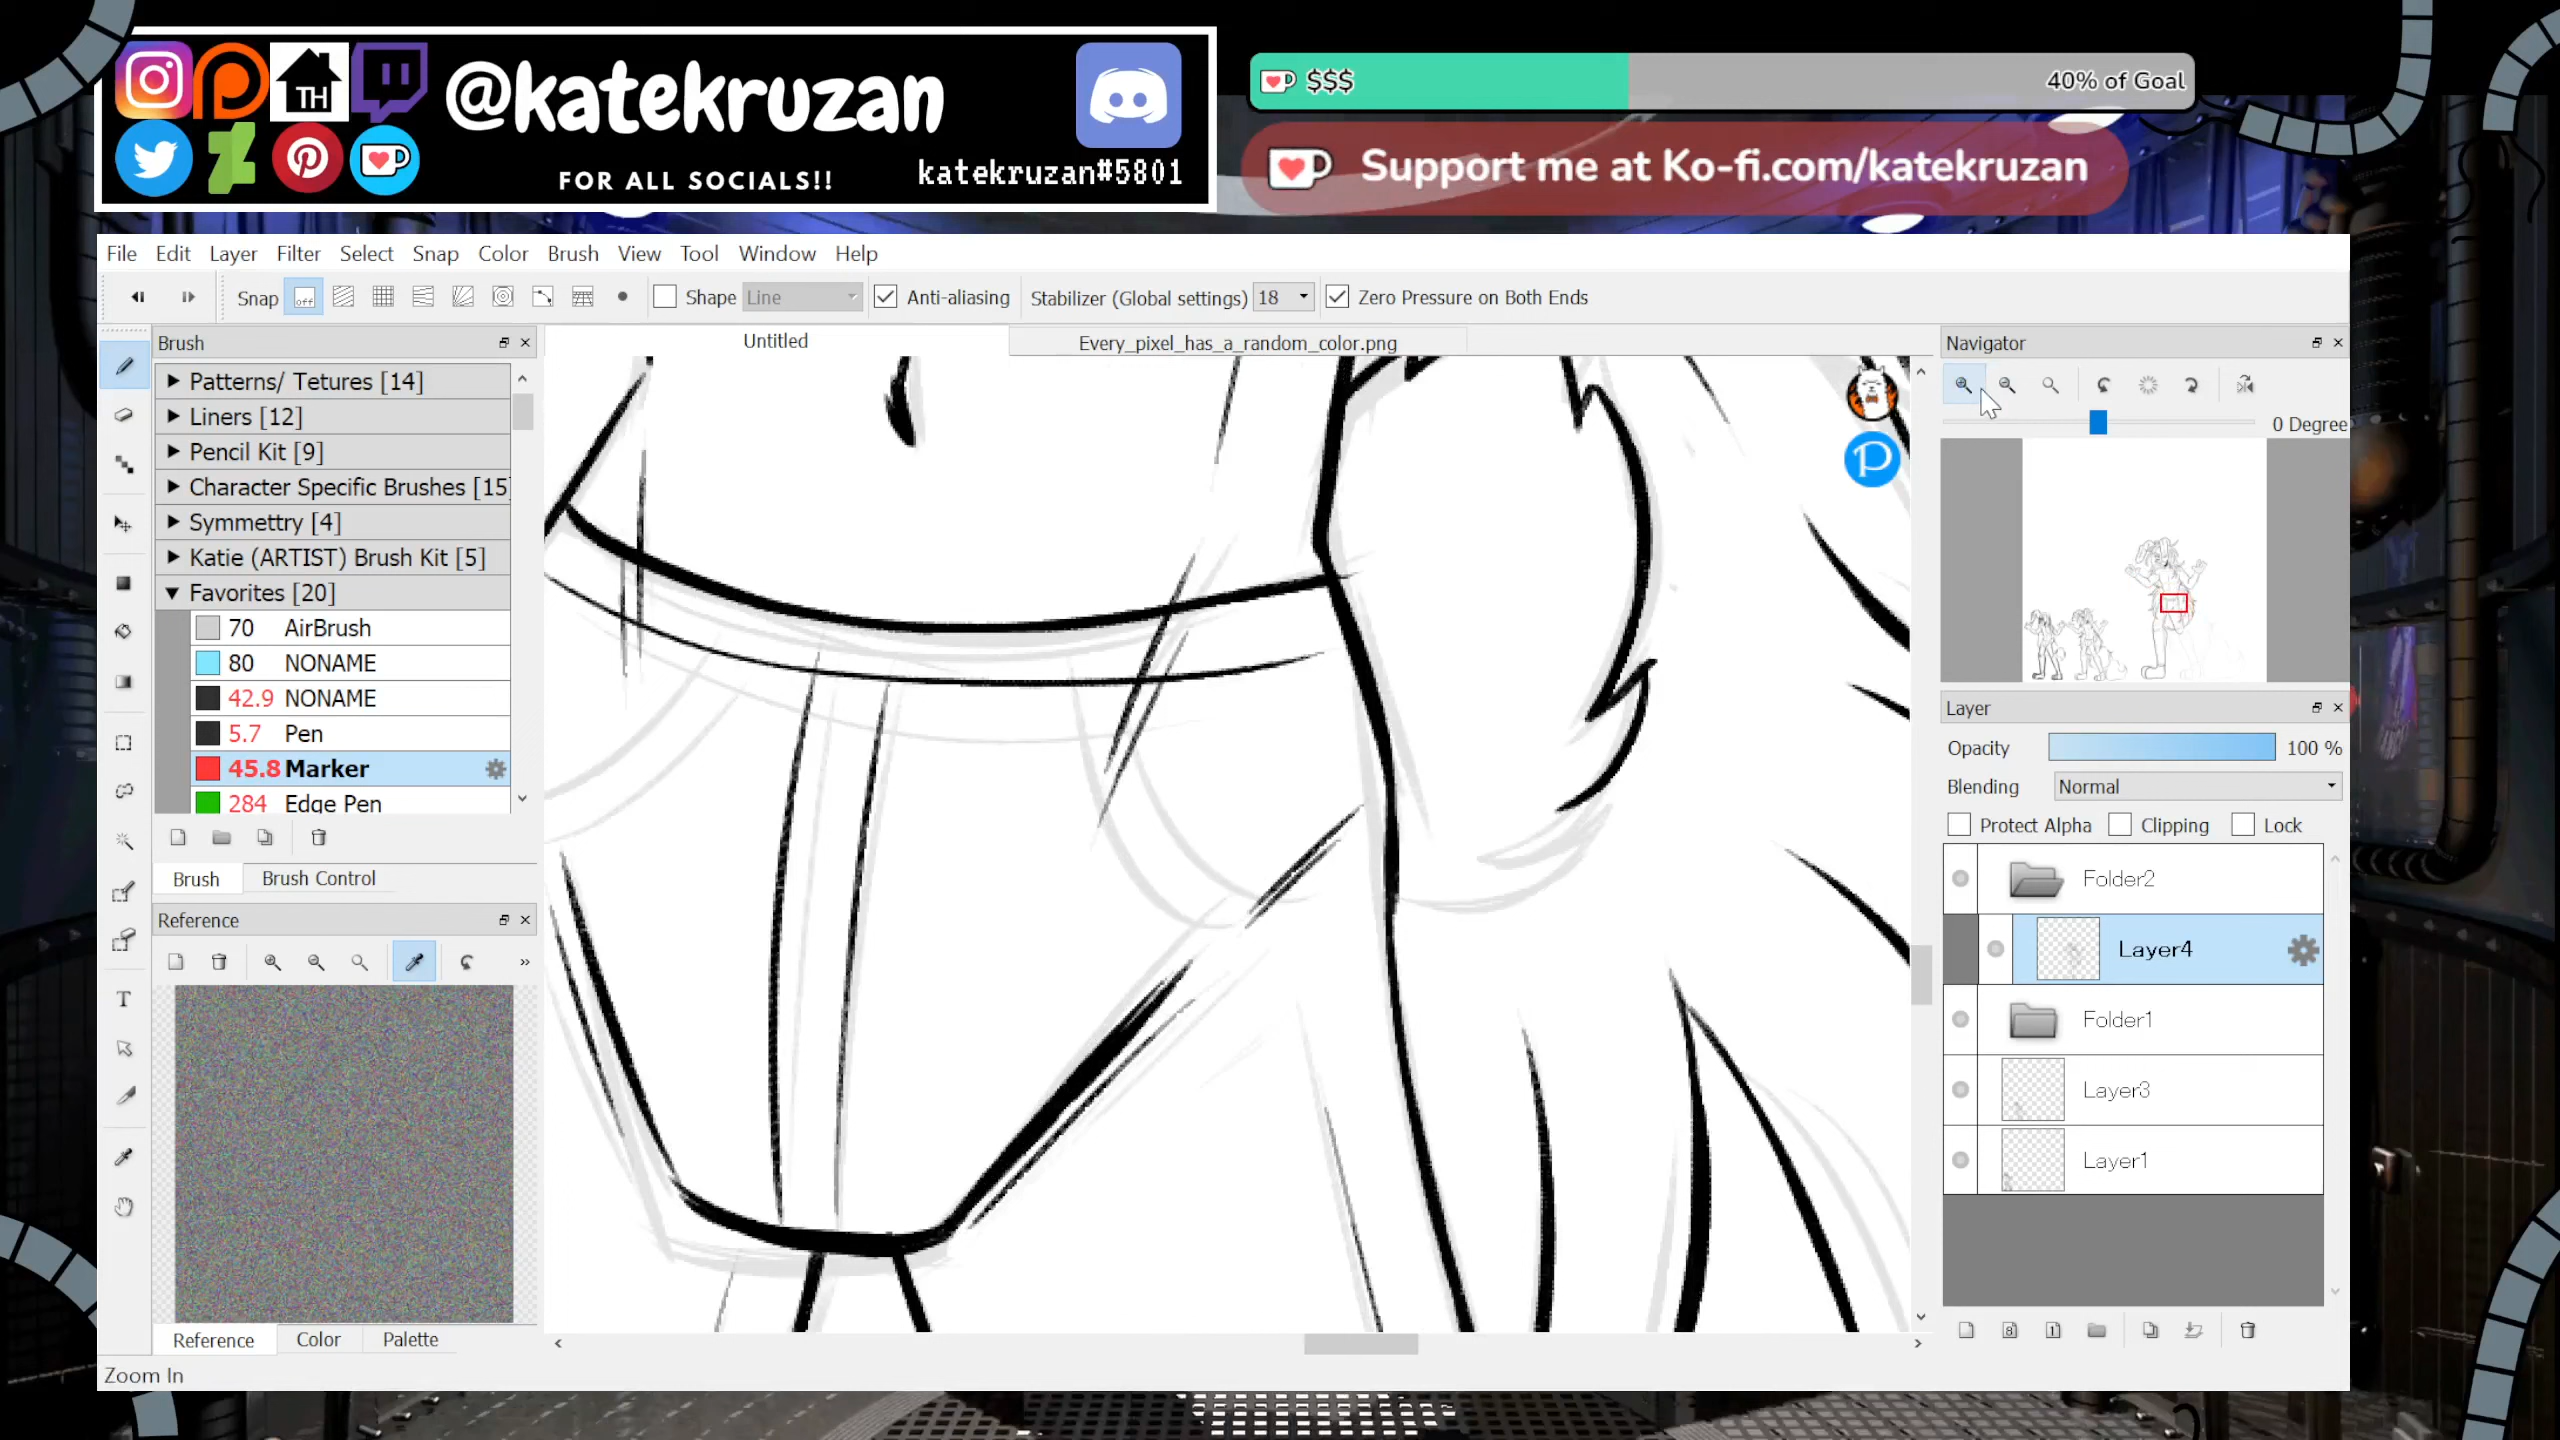 TH
@katekruzan
FOR ALL SOCIALS!!
katekruzan#5801
$$$
40% of Goal
Support me at Ko-fi.com/katekruzan
File Edit Layer Filter Select Snap Color Brush View Tool Window Help
Snap off Shape Line Anti-aliasing Stabilizer (Global settings) 18 Zero Pressure on Both Ends
Brush
Untitled
Every_pixel_has_a_random_color.png
Navigator
0 Degree
Patterns/ Tetures [14]
Liners [12]
Pencil Kit [9]
Character Specific Brushes [15]
Symmettry [4]
Katie (ARTIST) Brush Kit [5]
Favorites [20]
70 AirBrush
80 NONAME
42.9 NONAME
5.7 Pen
45.8 Marker
284 Edge Pen
Brush Brush Control
Reference
Reference Color Palette
Zoom In
P
Layer
Opacity 100 %
Blending Normal
Protect Alpha Clipping Lock
Folder2
Layer4
Folder1
Layer3
Layer1
8
1
T